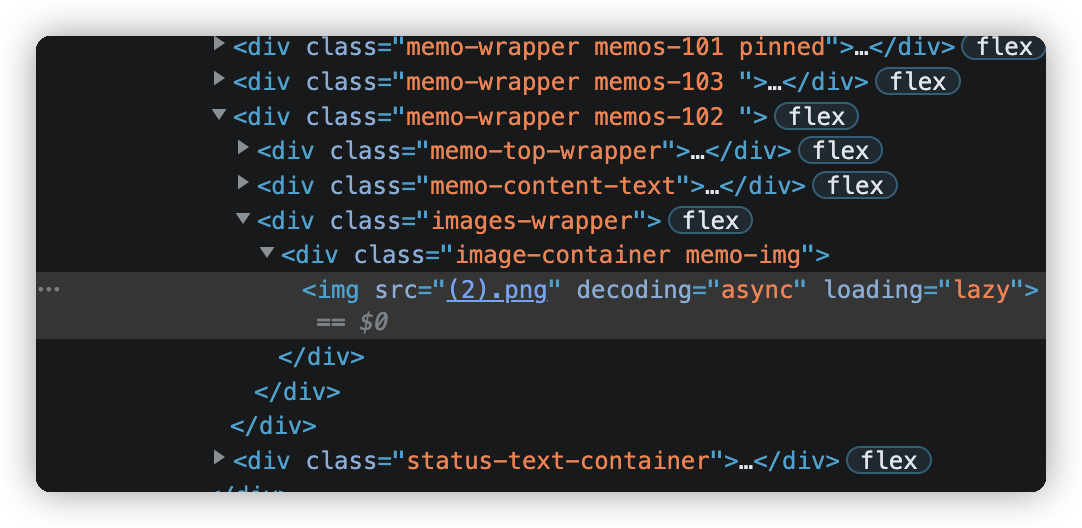 <div class="memo-wrapper memos-101 pinned">…</div> flex
<div class="memo-wrapper memos-103 ">…</div> flex
<div class="memo-wrapper memos-102 "> flex
<div class="memo-top-wrapper">…</div> flex
<div class="memo-content-text">…</div> flex
<div class="images-wrapper"> flex
<div class="image-container memo-img">
<img src="(2).png" decoding="async" loading="lazy">
== $0
</div>
</div>
</div>
<div class="status-text-container">…</div> flex